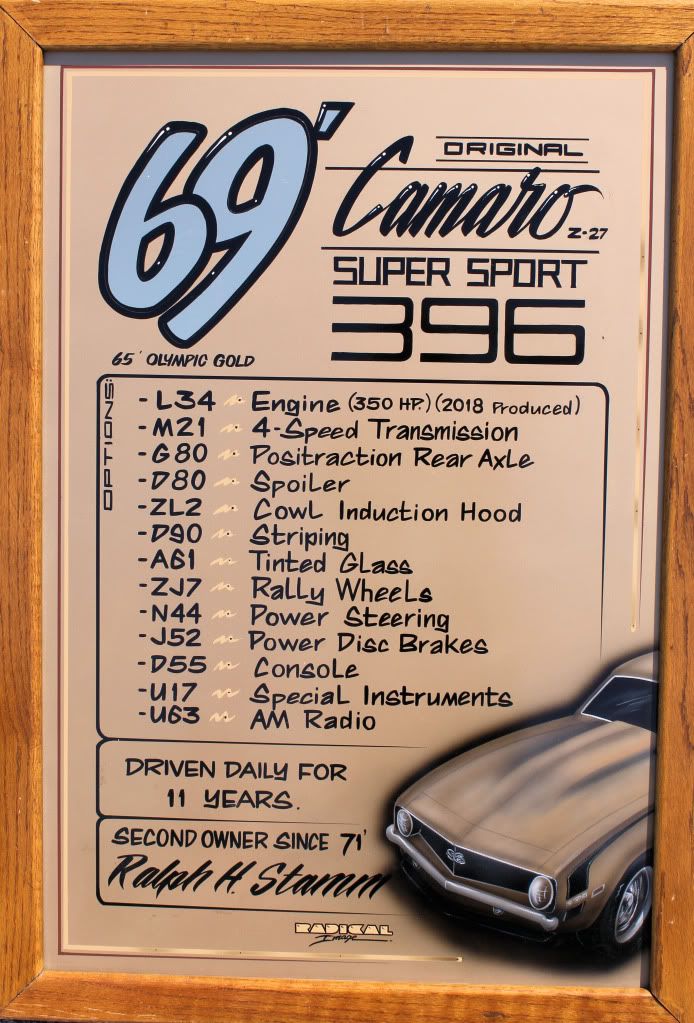 69'
ORIGINAL
Camaro
Z-27
SUPER SPORT
396
65' OLYMPIC GOLD
OPTIONS:
-L34 ~ Engine (350 HP.) (2018 Produced)
-M21 ~ 4-Speed Transmission
-G80 ~ Positraction Rear Axle
-D80 ~ Spoiler
-ZL2 ~ Cowl Induction Hood
-D90 ~ Striping
-A61 ~ Tinted Glass
-ZJ7 ~ Rally Wheels
-N44 ~ Power Steering
-J52 ~ Power Disc Brakes
-D55 ~ Console
-U17 ~ Special Instruments
-U63 ~ AM Radio
DRIVEN DAILY FOR
11 YEARS.
SECOND OWNER SINCE 71'
Ralph H. Stamm
SS
RADICAL
Image